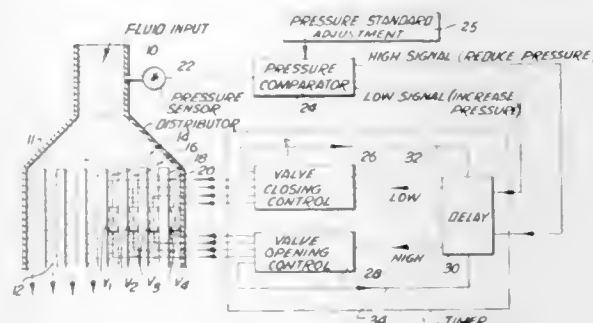 FLUID INPUT
10
22
PRESSURE SENSOR
DISTRIBUTOR
11
14
16
18
20
12
V1
V2
V3
V4
PRESSURE STANDARD
ADJUSTMENT
25
PRESSURE
COMPARATOR
24
HIGH SIGNAL (REDUCE PRESSURE)
LOW SIGNAL (INCREASE
PRESSURE)
26
32
VALVE
CLOSING
CONTROL
LOW
DELAY
VALVE
OPENING
CONTROL
HIGH
28
30
34
TIMER